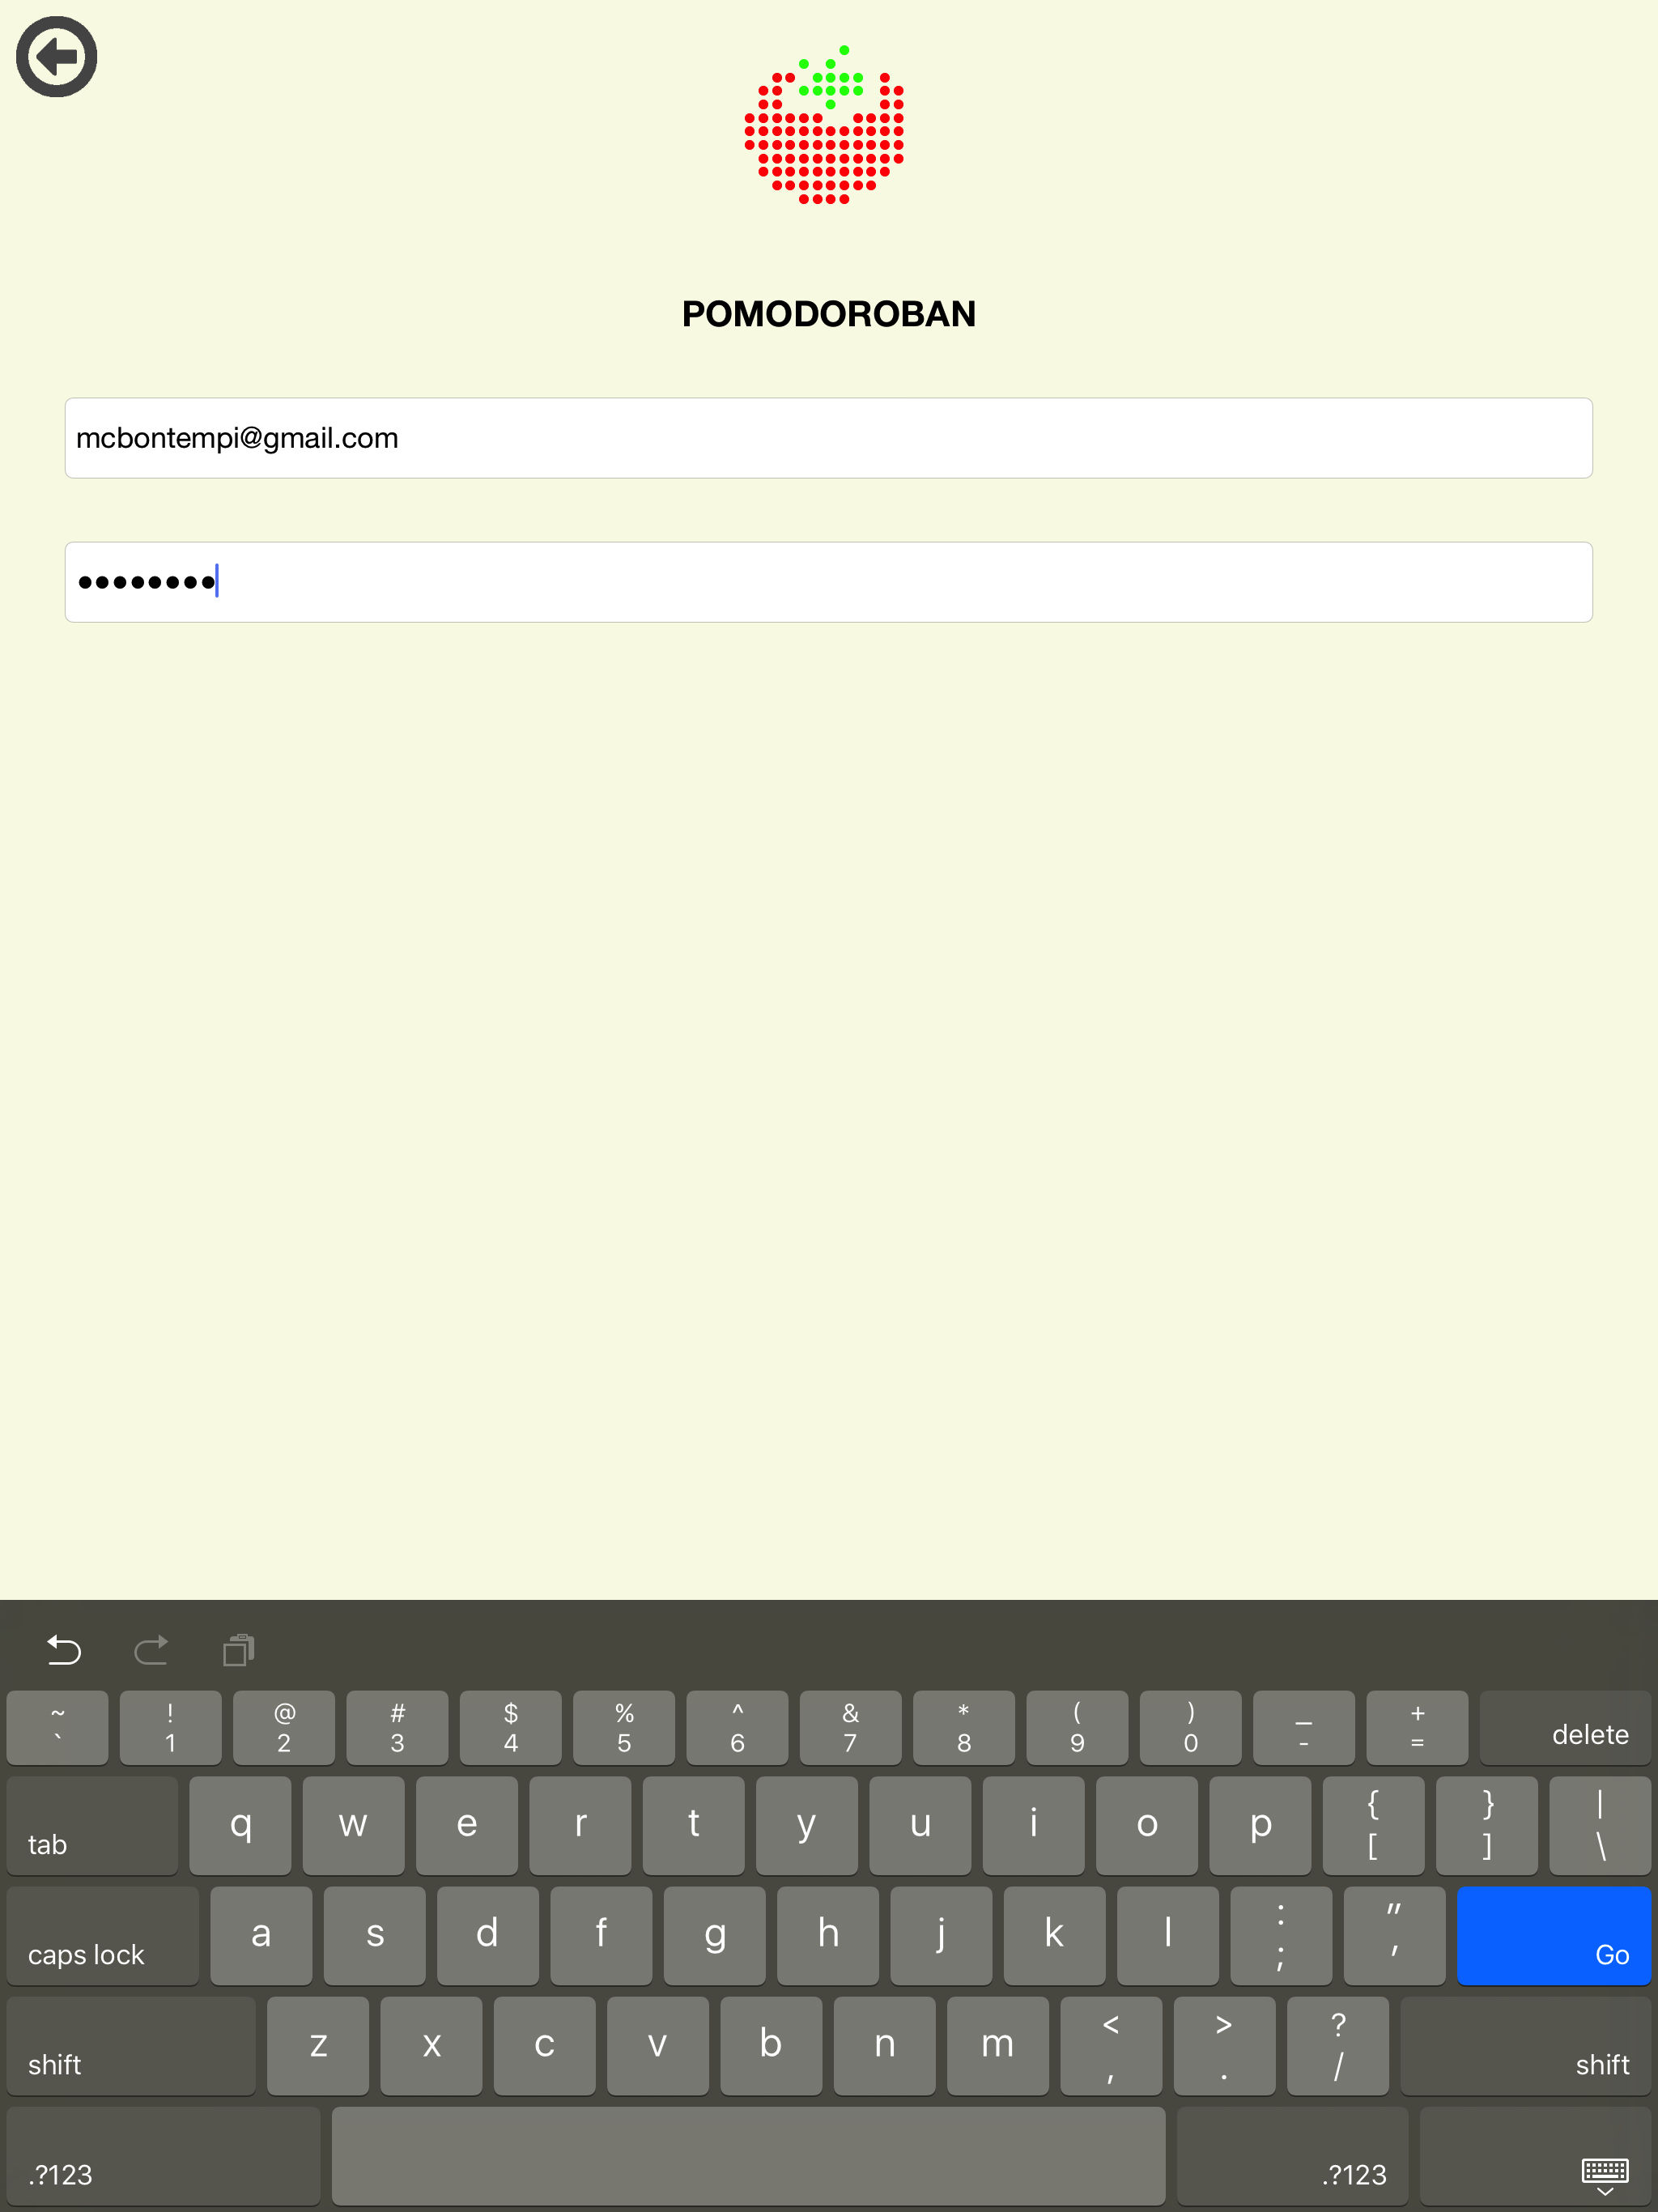 POMODOROBAN
mcbontempi@gmail.com
••••••••
~ ! @ # $ % ^ & * ( ) _ +
` 1 2 3 4 5 6 7 8 9 0 - = delete
tab q w e r t y u i o p { [ } ] | \
caps lock a s d f g h j k l : ; " ' Go
shift z x c v b n m < , > . ? / shift
.?123 .?123